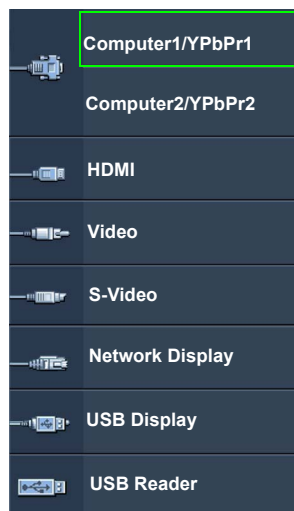 Computer1/YPbPr1
Computer2/YPbPr2
HDMI
Video
S-Video
Network Display
USB Display
USB Reader